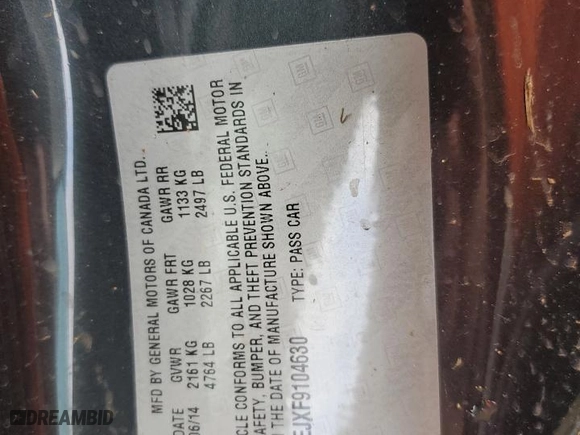 MFD BY GENERAL MOTORS OF CANADA LTD.
DATE GVWR GAWR FRT GAWR RR
06/14 2161 KG 1028 KG 1133 KG
4764 LB 2267 LB 2497 LB
CLE CONFORMS TO ALL APPLICABLE U.S. FEDERAL MOTOR
AFETY, BUMPER, AND THEFT PREVENTION STANDARDS IN
THE DATE OF MANUFACTURE SHOWN ABOVE.
EJXF9104630 TYPE: PASS CAR
GM
DREAMBID